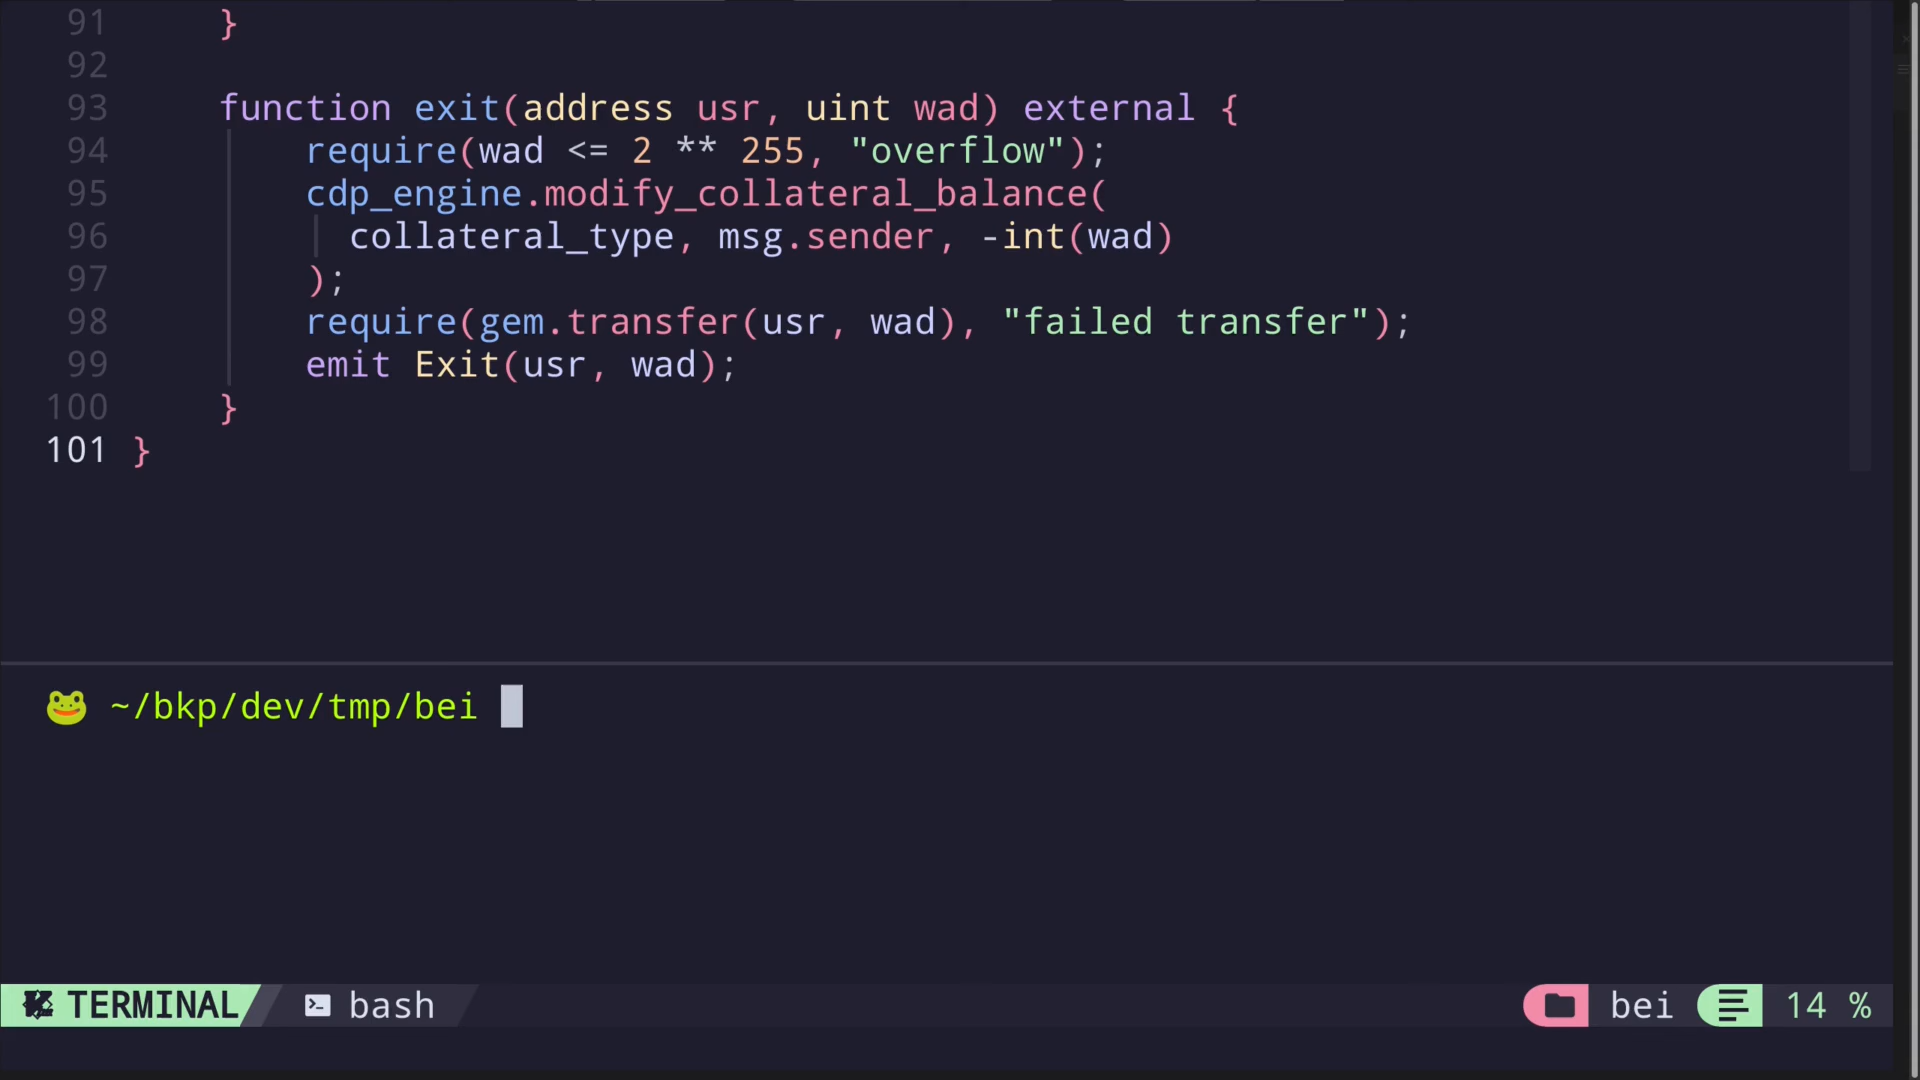 91 }
92
93 function exit(address usr, uint wad) external {
94 require(wad <= 2 ** 255, "overflow");
95 cdp_engine.modify_collateral_balance(
96 collateral_type, msg.sender, -int(wad)
97 );
98 require(gem.transfer(usr, wad), "failed transfer");
99 emit Exit(usr, wad);
100 }
101 }
~/bkp/dev/tmp/bei
TERMINAL bash bei 14 %